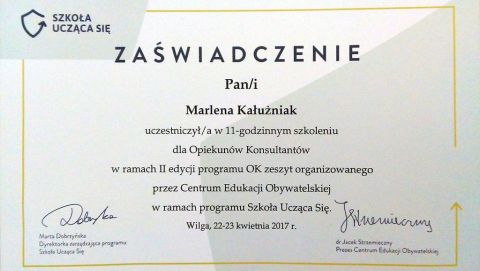 SZKOŁA
UCZĄCA SIĘ
ZAŚWIADCZENIE
Pan/i
Marlena Kałużniak
uczestniczył/a w 11-godzinnym szkoleniu
dla Opiekunów Konsultantów
w ramach II edycji programu OK zeszyt organizowanego
przez Centrum Edukacji Obywatelskiej
w ramach programu Szkoła Ucząca Się.
Wilga, 22-23 kwietnia 2017 r.
Dobrzyńska
Marta Dobrzyńska
Dyrektorka zarządzająca programu
Szkoła Ucząca Się
JStrzemieczny
dr Jacek Strzemieczny
Prezes Centrum Edukacji Obywatelskiej